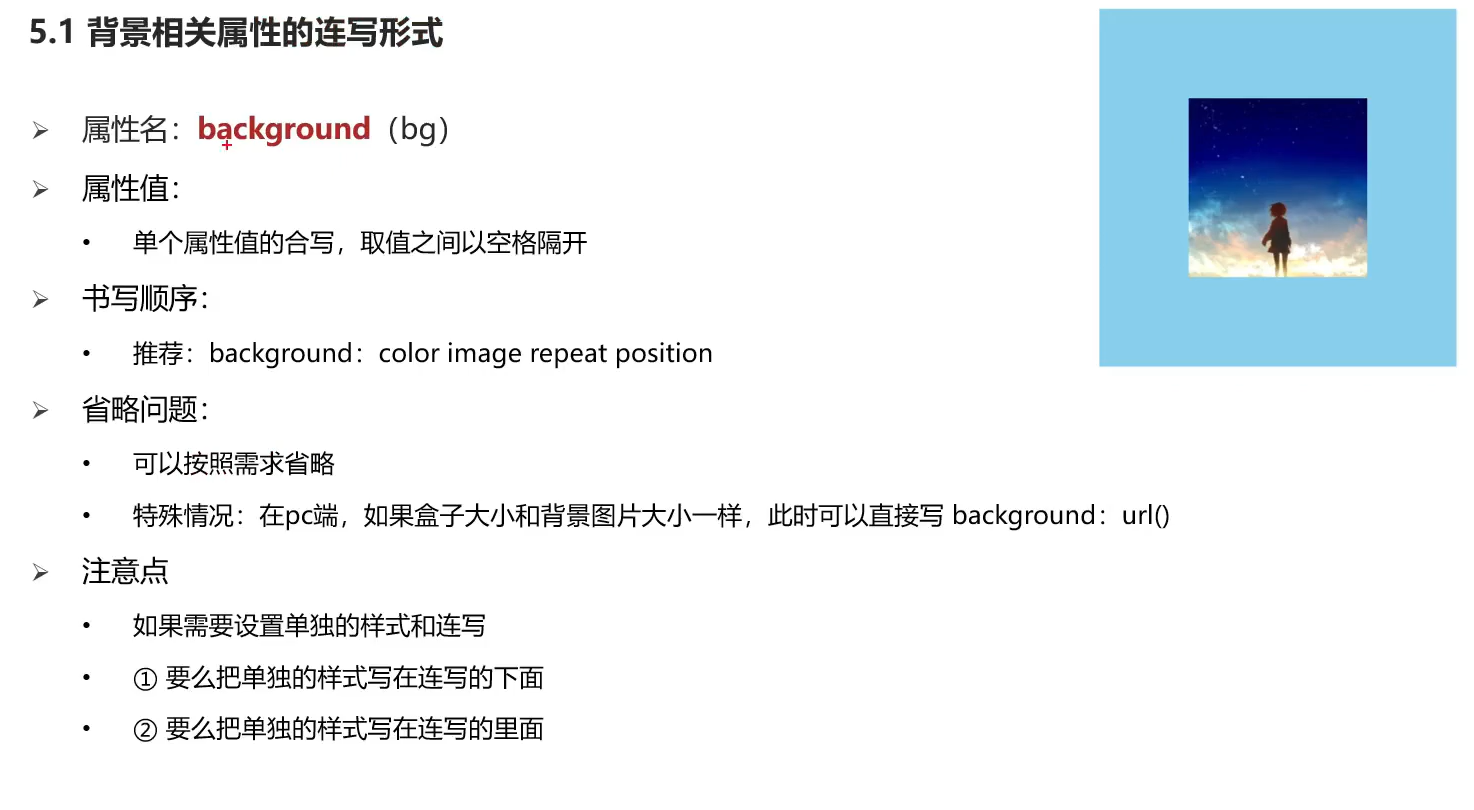 5.1 背景相关属性的连写形式
属性名：background（bg）
属性值：
单个属性值的合写，取值之间以空格隔开
书写顺序：
推荐：background：color image repeat position
省略问题：
可以按照需求省略
特殊情况：在pc端，如果盒子大小和背景图片大小一样，此时可以直接写 background：url()
注意点
如果需要设置单独的样式和连写
① 要么把单独的样式写在连写的下面
② 要么把单独的样式写在连写的里面